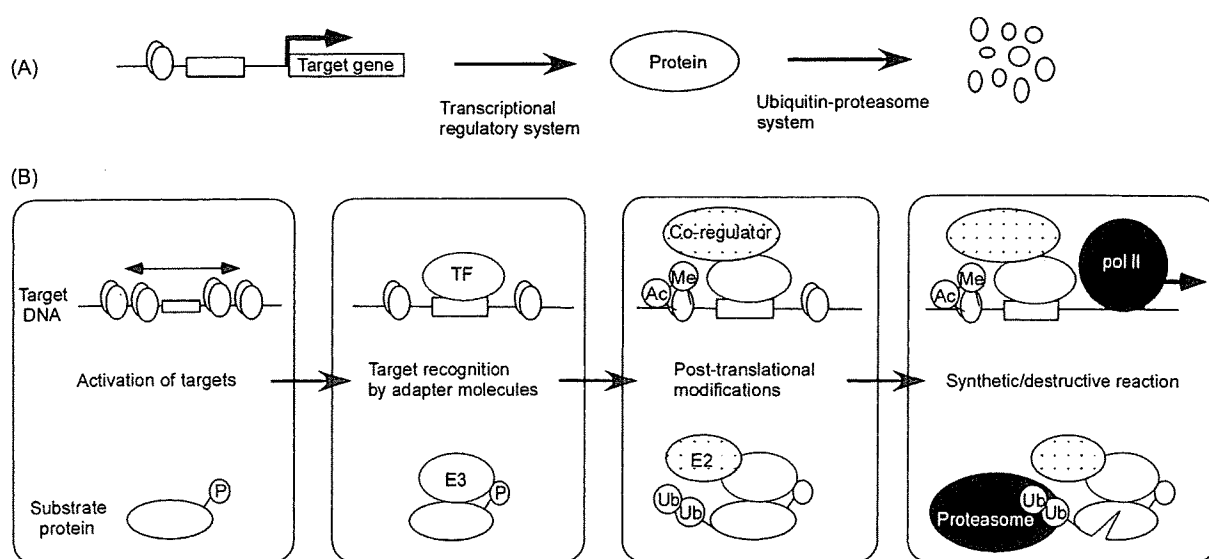 (A)
Target gene
Transcriptional
regulatory system
Protein
Ubiquitin-proteasome
system
(B)
Target
DNA
Activation of targets
Substrate
protein
P
TF
Target recognition
by adapter molecules
E3
P
Co-regulator
Me
Ac
Post-translational
modifications
E2
Ub
Ub
Me
Ac
pol II
Synthetic/destructive reaction
Proteasome
Ub
Ub